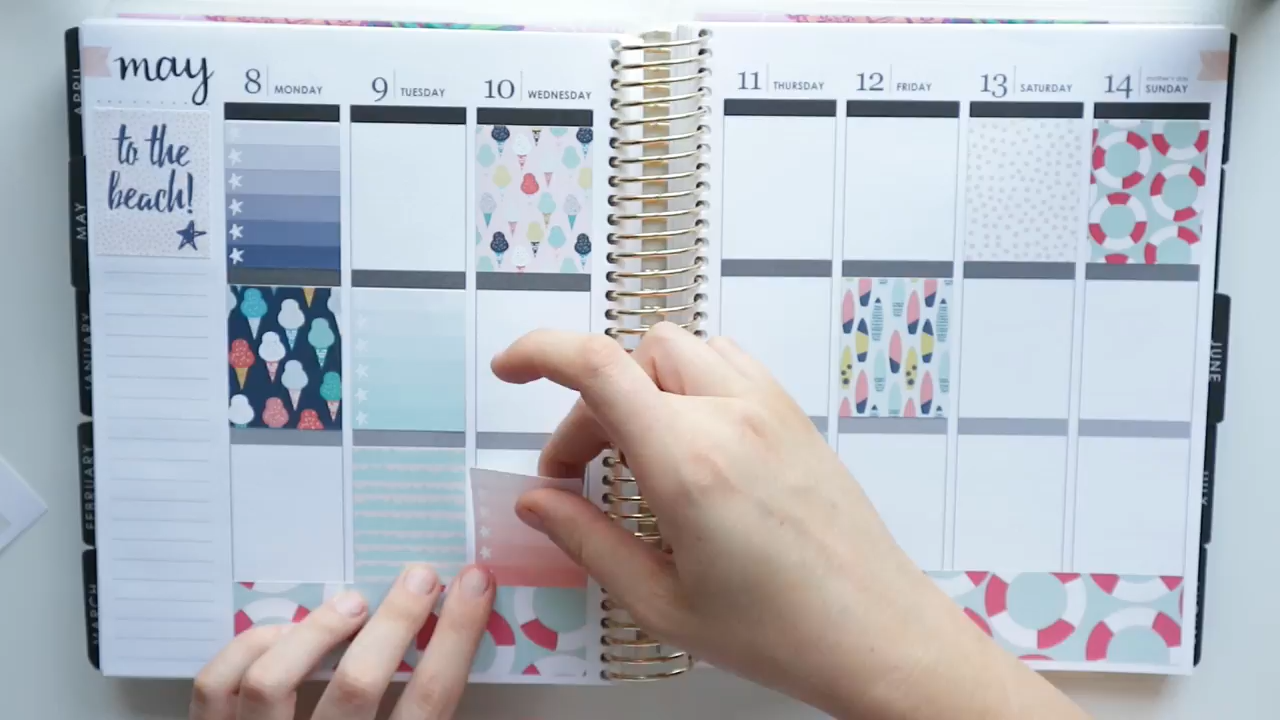 may
8 MONDAY
9 TUESDAY
10 WEDNESDAY
11 THURSDAY
12 FRIDAY
13 SATURDAY
14 mother's day SUNDAY
to the
beach!
APRIL
MAY
JANUARY
FEBRUARY
MARCH
JUNE
JULY